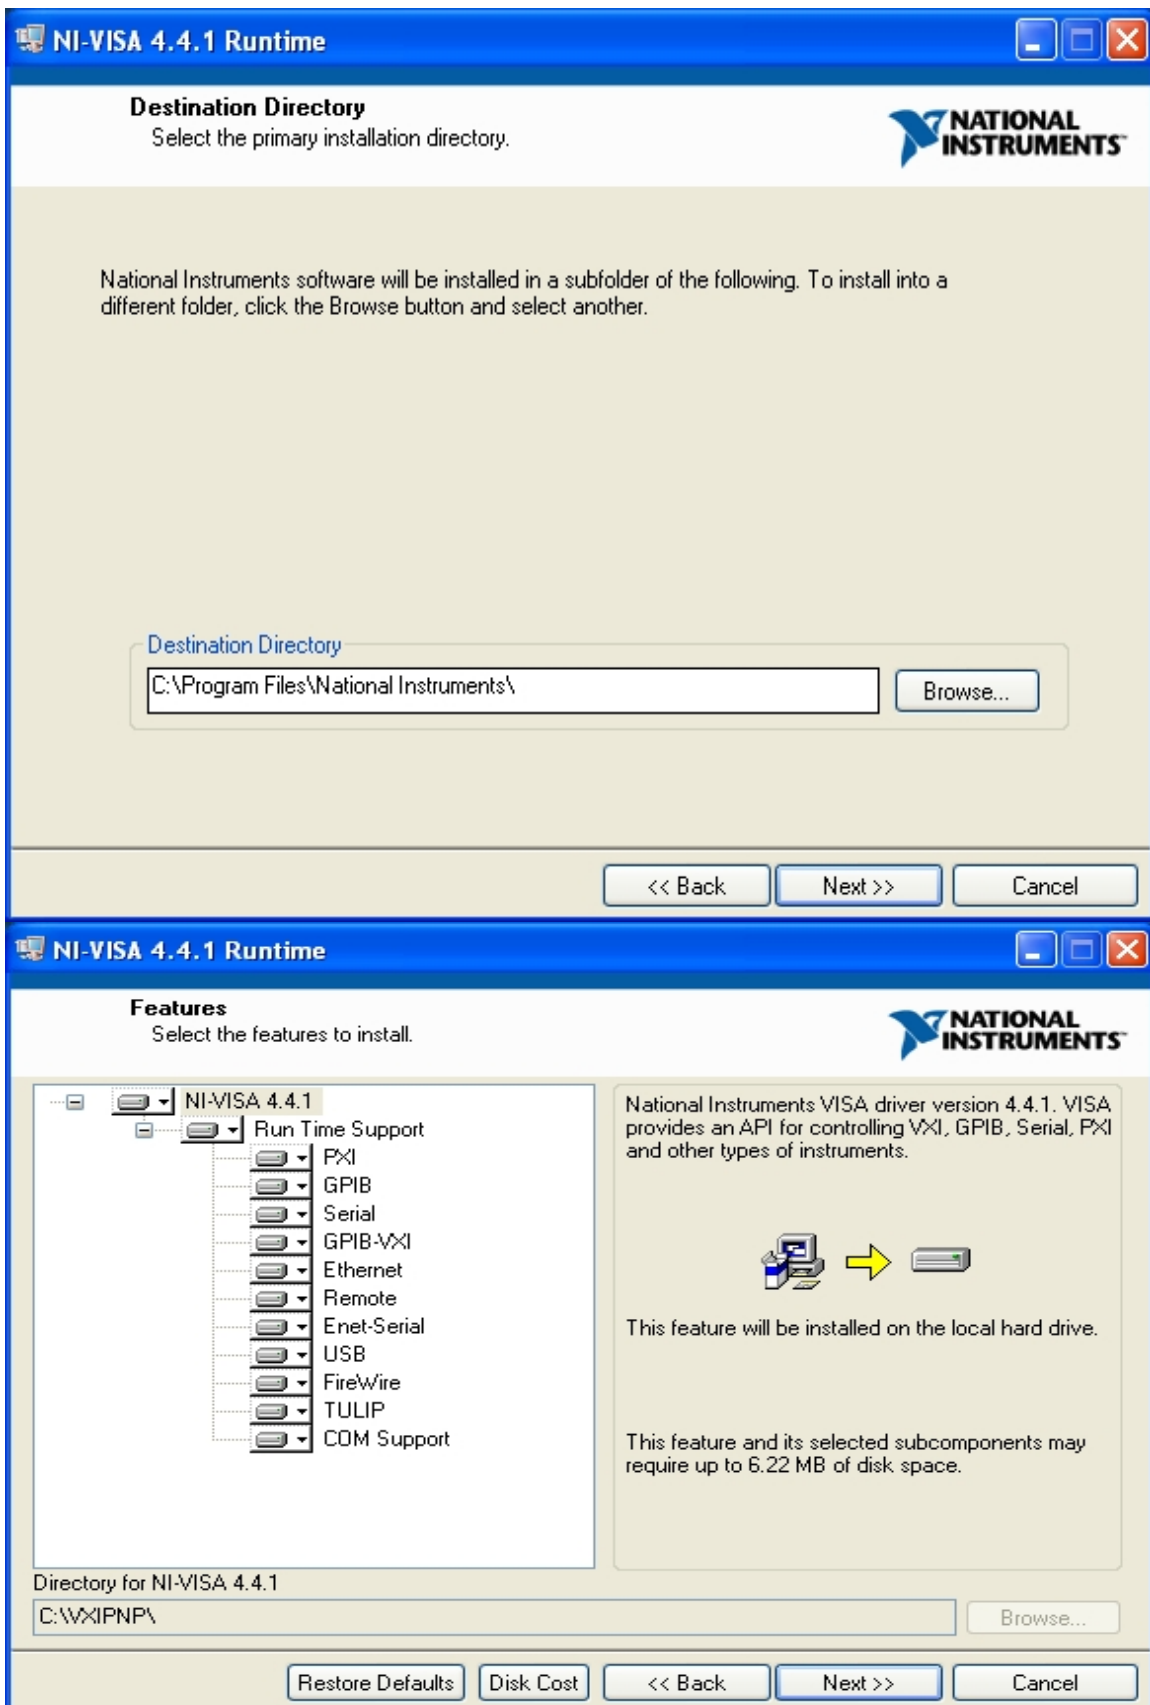 NI-VISA 4.4.1 Runtime
Destination Directory
Select the primary installation directory.
NATIONAL
INSTRUMENTS
National Instruments software will be installed in a subfolder of the following. To install into a
different folder, click the Browse button and select another.
Destination Directory
C:\Program Files\National Instruments\
Browse...
<< Back
Next >>
Cancel
NI-VISA 4.4.1 Runtime
Features
Select the features to install.
NATIONAL
INSTRUMENTS
NI-VISA 4.4.1
Run Time Support
PXI
GPIB
Serial
GPIB-VXI
Ethernet
Remote
Enet-Serial
USB
FireWire
TULIP
COM Support
National Instruments VISA driver version 4.4.1. VISA
provides an API for controlling VXI, GPIB, Serial, PXI
and other types of instruments.
This feature will be installed on the local hard drive.
This feature and its selected subcomponents may
require up to 6.22 MB of disk space.
Directory for NI-VISA 4.4.1
C:\VXIPNP\
Browse...
Restore Defaults
Disk Cost
<< Back
Next >>
Cancel